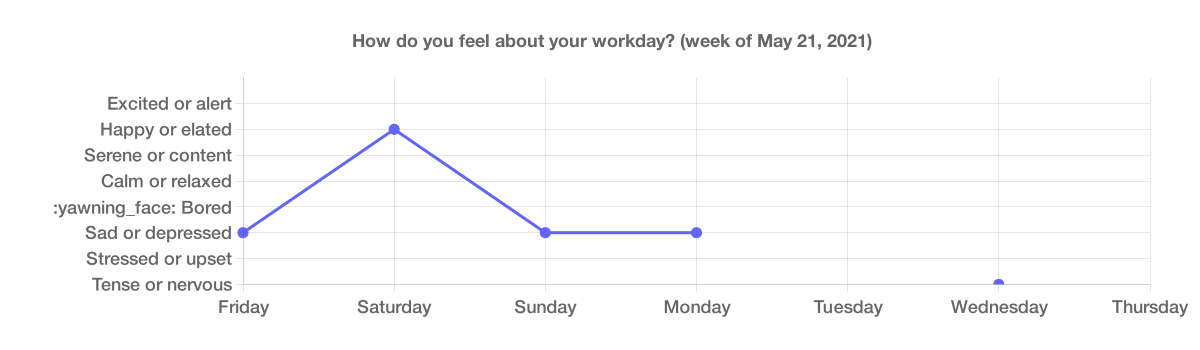 How do you feel about your workday? (week of May 21, 2021)
Excited or alert
Happy or elated
Serene or content
Calm or relaxed
:yawning_face: Bored
Sad or depressed
Stressed or upset
Tense or nervous
Friday Saturday Sunday Monday Tuesday Wednesday Thursday